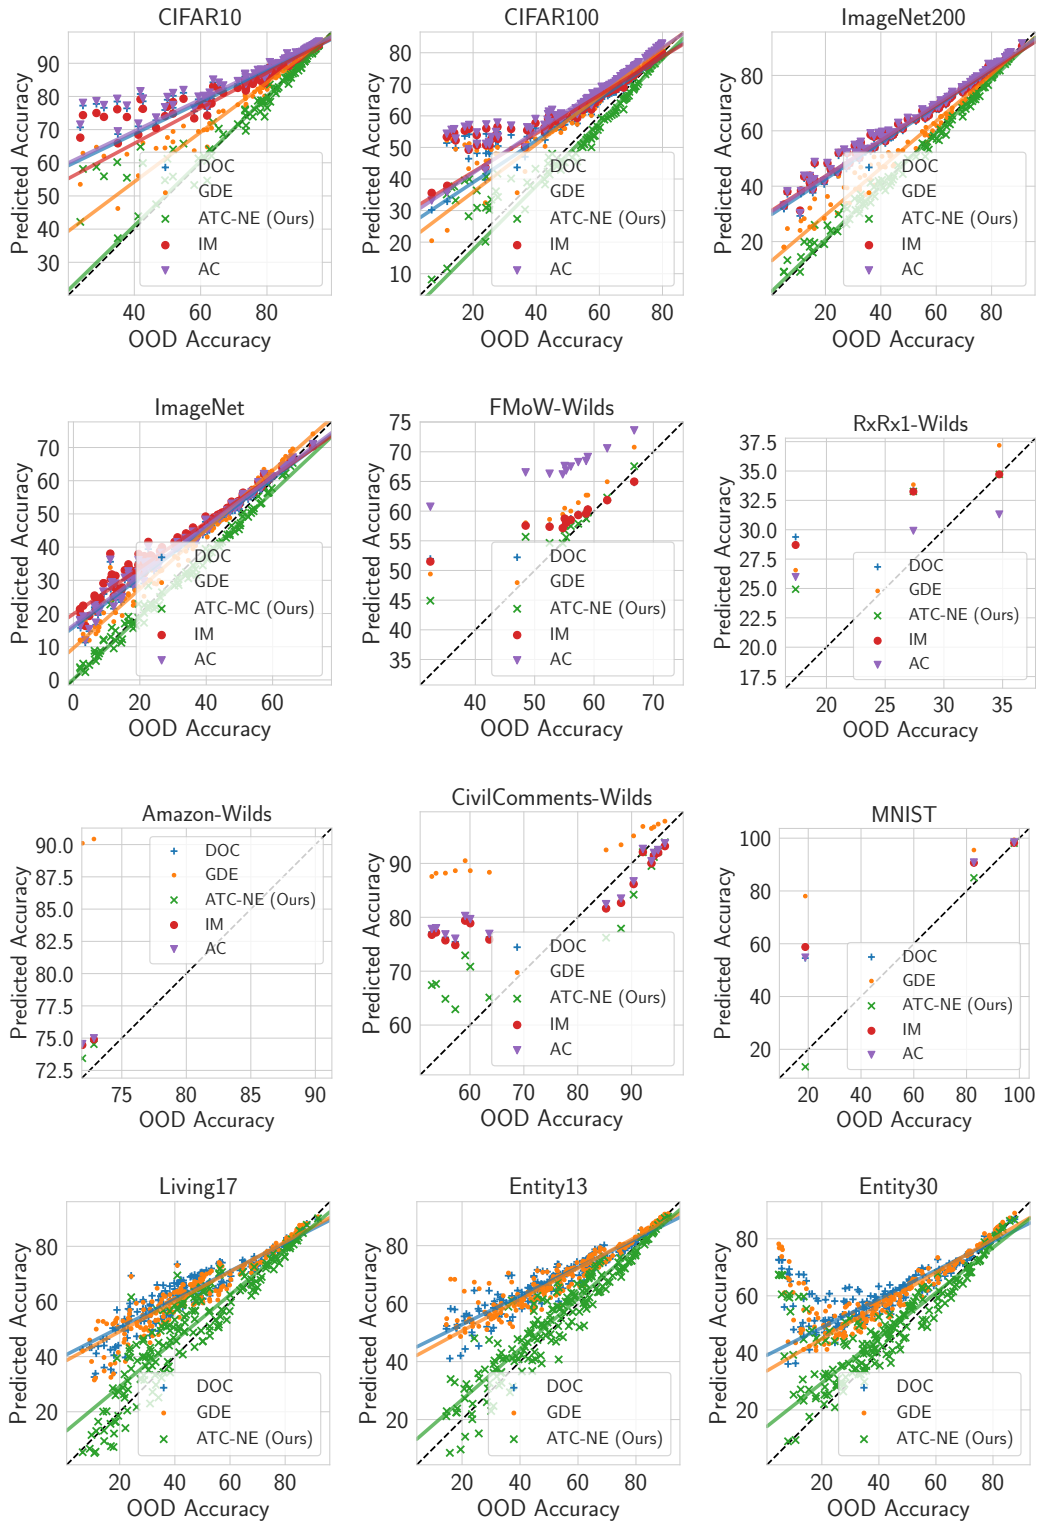 CIFAR10
Predicted Accuracy
90
80
70
60
50
40
30
40
60
80
OOD Accuracy
DOC
GDE
ATC-NE (Ours)
IM
AC
CIFAR100
Predicted Accuracy
80
70
60
50
40
30
20
10
20
40
60
80
OOD Accuracy
DOC
GDE
ATC-NE (Ours)
IM
AC
ImageNet200
Predicted Accuracy
80
60
40
20
20
40
60
80
OOD Accuracy
DOC
GDE
ATC-NE (Ours)
IM
AC
ImageNet
Predicted Accuracy
70
60
50
40
30
20
10
0
0
20
40
60
OOD Accuracy
DOC
GDE
ATC-MC (Ours)
IM
AC
FMoW-Wilds
Predicted Accuracy
75
70
65
60
55
50
45
40
35
40
50
60
70
OOD Accuracy
DOC
GDE
ATC-NE (Ours)
IM
AC
RxRx1-Wilds
Predicted Accuracy
37.5
35.0
32.5
30.0
27.5
25.0
22.5
20.0
17.5
20
25
30
35
OOD Accuracy
DOC
GDE
ATC-NE (Ours)
IM
AC
Amazon-Wilds
Predicted Accuracy
90.0
87.5
85.0
82.5
80.0
77.5
75.0
72.5
75
80
85
90
OOD Accuracy
DOC
GDE
ATC-NE (Ours)
IM
AC
CivilComments-Wilds
Predicted Accuracy
90
80
70
60
60
70
80
90
OOD Accuracy
DOC
GDE
ATC-NE (Ours)
IM
AC
MNIST
Predicted Accuracy
100
80
60
40
20
20
40
60
80
100
OOD Accuracy
DOC
GDE
ATC-NE (Ours)
IM
AC
Living17
Predicted Accuracy
80
60
40
20
20
40
60
80
OOD Accuracy
DOC
GDE
ATC-NE (Ours)
Entity13
Predicted Accuracy
80
60
40
20
20
40
60
80
OOD Accuracy
DOC
GDE
ATC-NE (Ours)
Entity30
Predicted Accuracy
80
60
40
20
20
40
60
80
OOD Accuracy
DOC
GDE
ATC-NE (Ours)